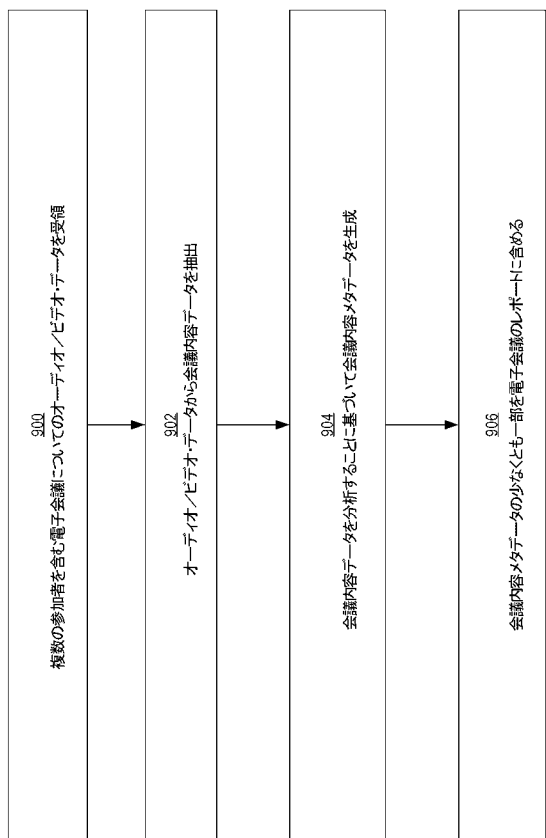 900
複数の参加者を含む電子会議についてのオーディオ／ビデオ・データを受領
902
オーディオ／ビデオ・データから会議内容データを抽出
904
会議内容データを分析することに基づいて会議内容メタデータを生成
906
会議内容メタデータの少なくとも一部を電子会議のレポートに含める